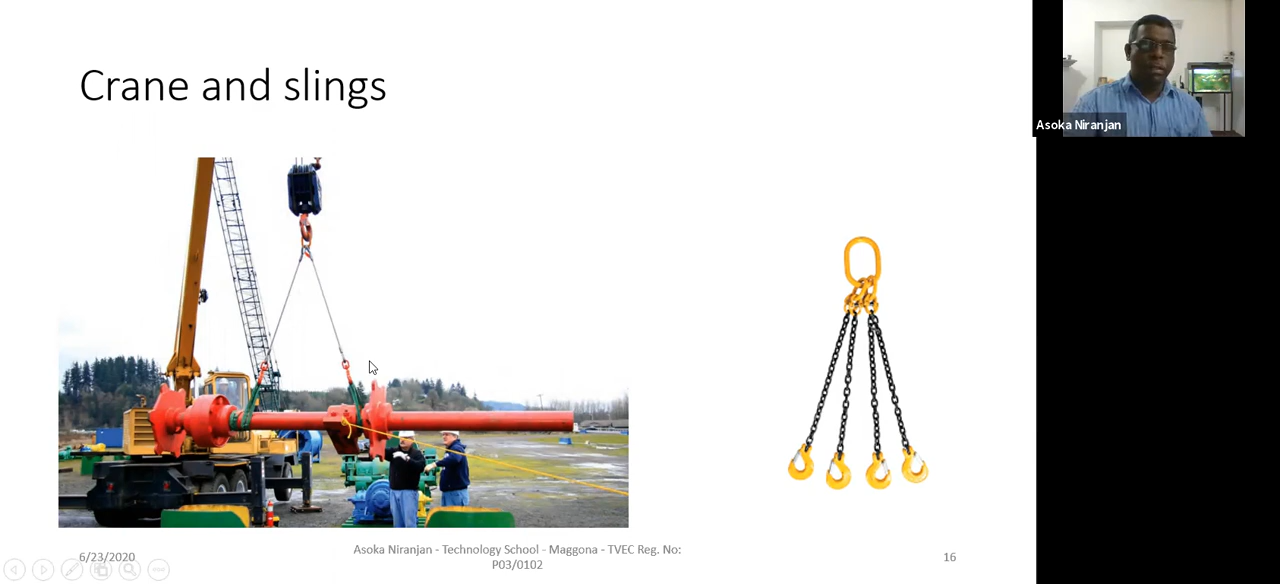 Crane and slings
Asoka Niranjan
6/23/2020
Asoka Niranjan - Technology School - Maggona - TVEC Reg. No:
P03/0102
16